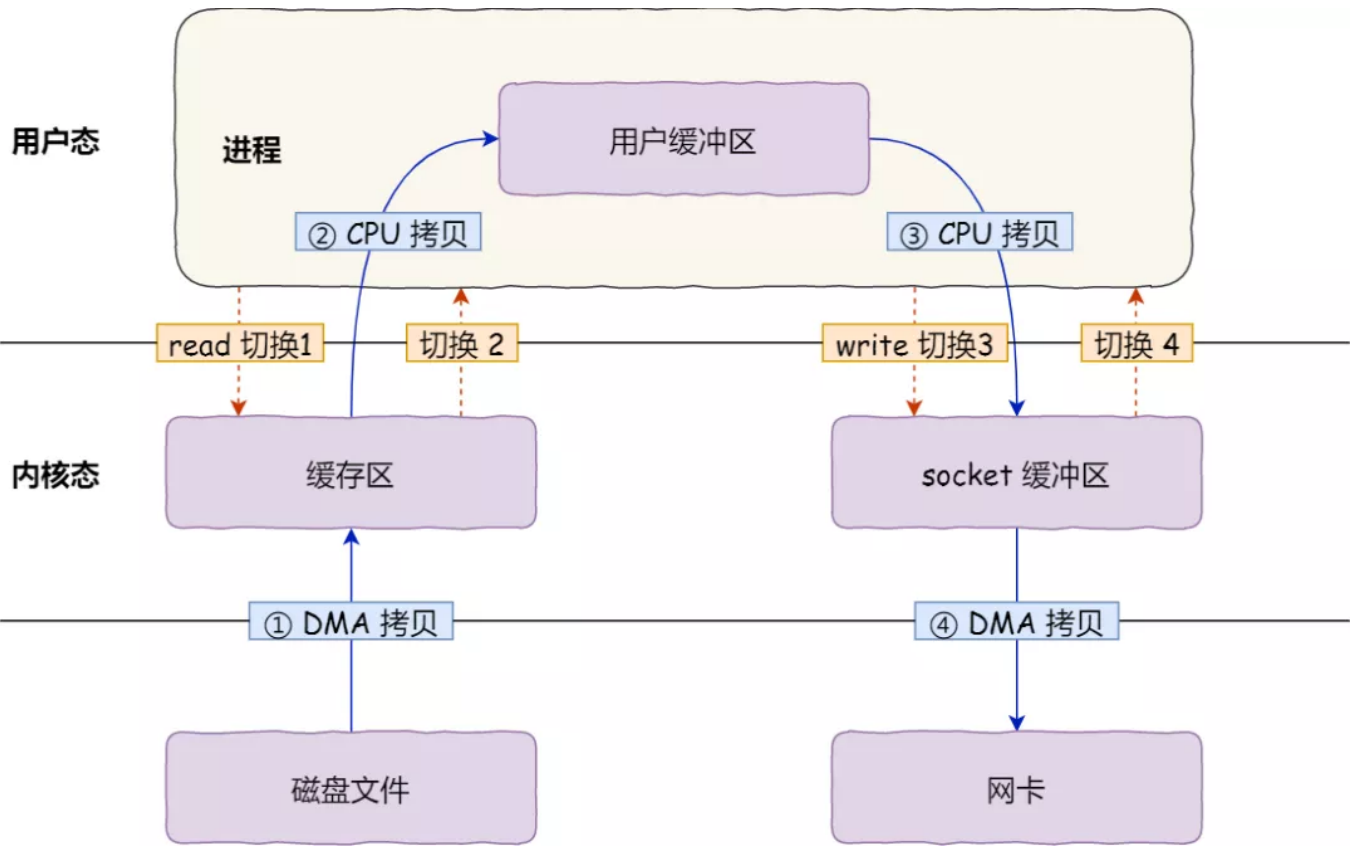 用户态
进程
用户缓冲区
② CPU 拷贝
③ CPU 拷贝
read 切换1
切换 2
write 切换3
切换 4
内核态
缓存区
socket 缓冲区
① DMA 拷贝
④ DMA 拷贝
磁盘文件
网卡